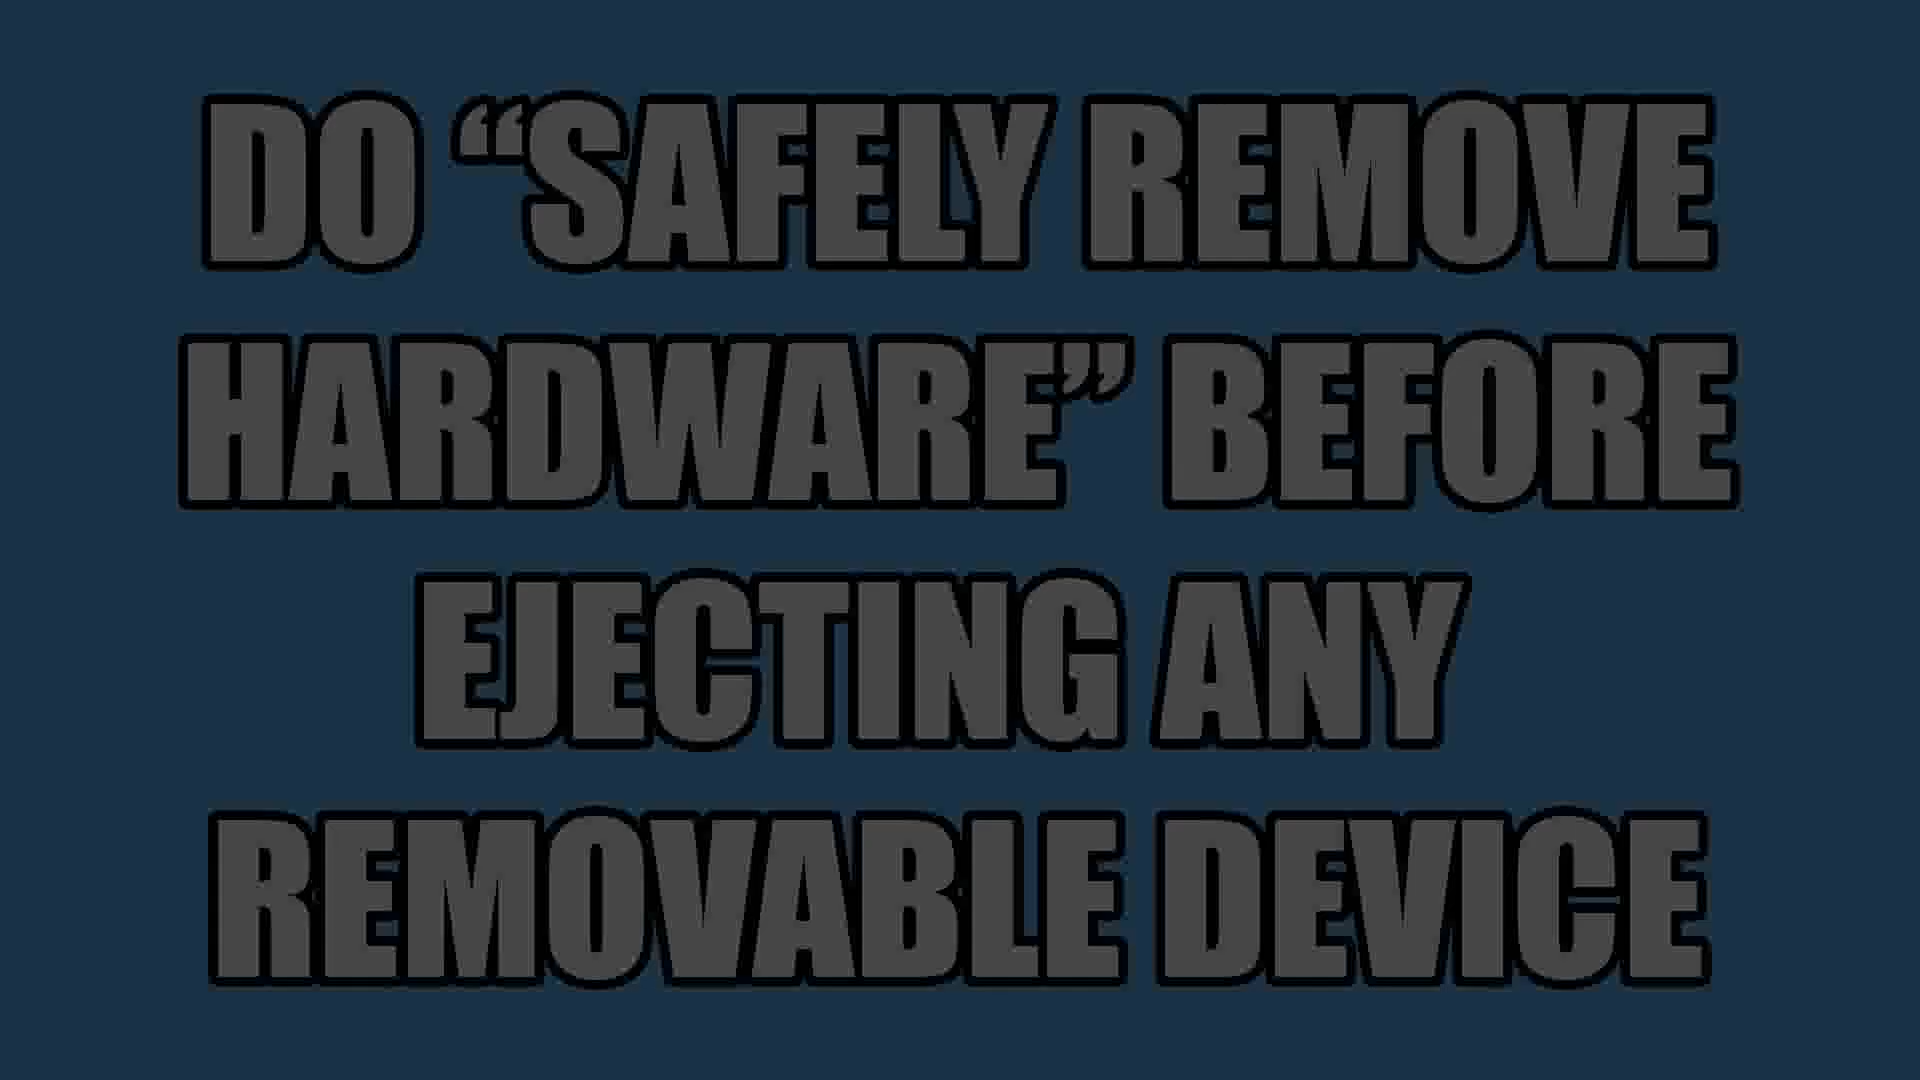 DO “SAFELY REMOVE
HARDWARE” BEFORE
EJECTING ANY
REMOVABLE DEVICE